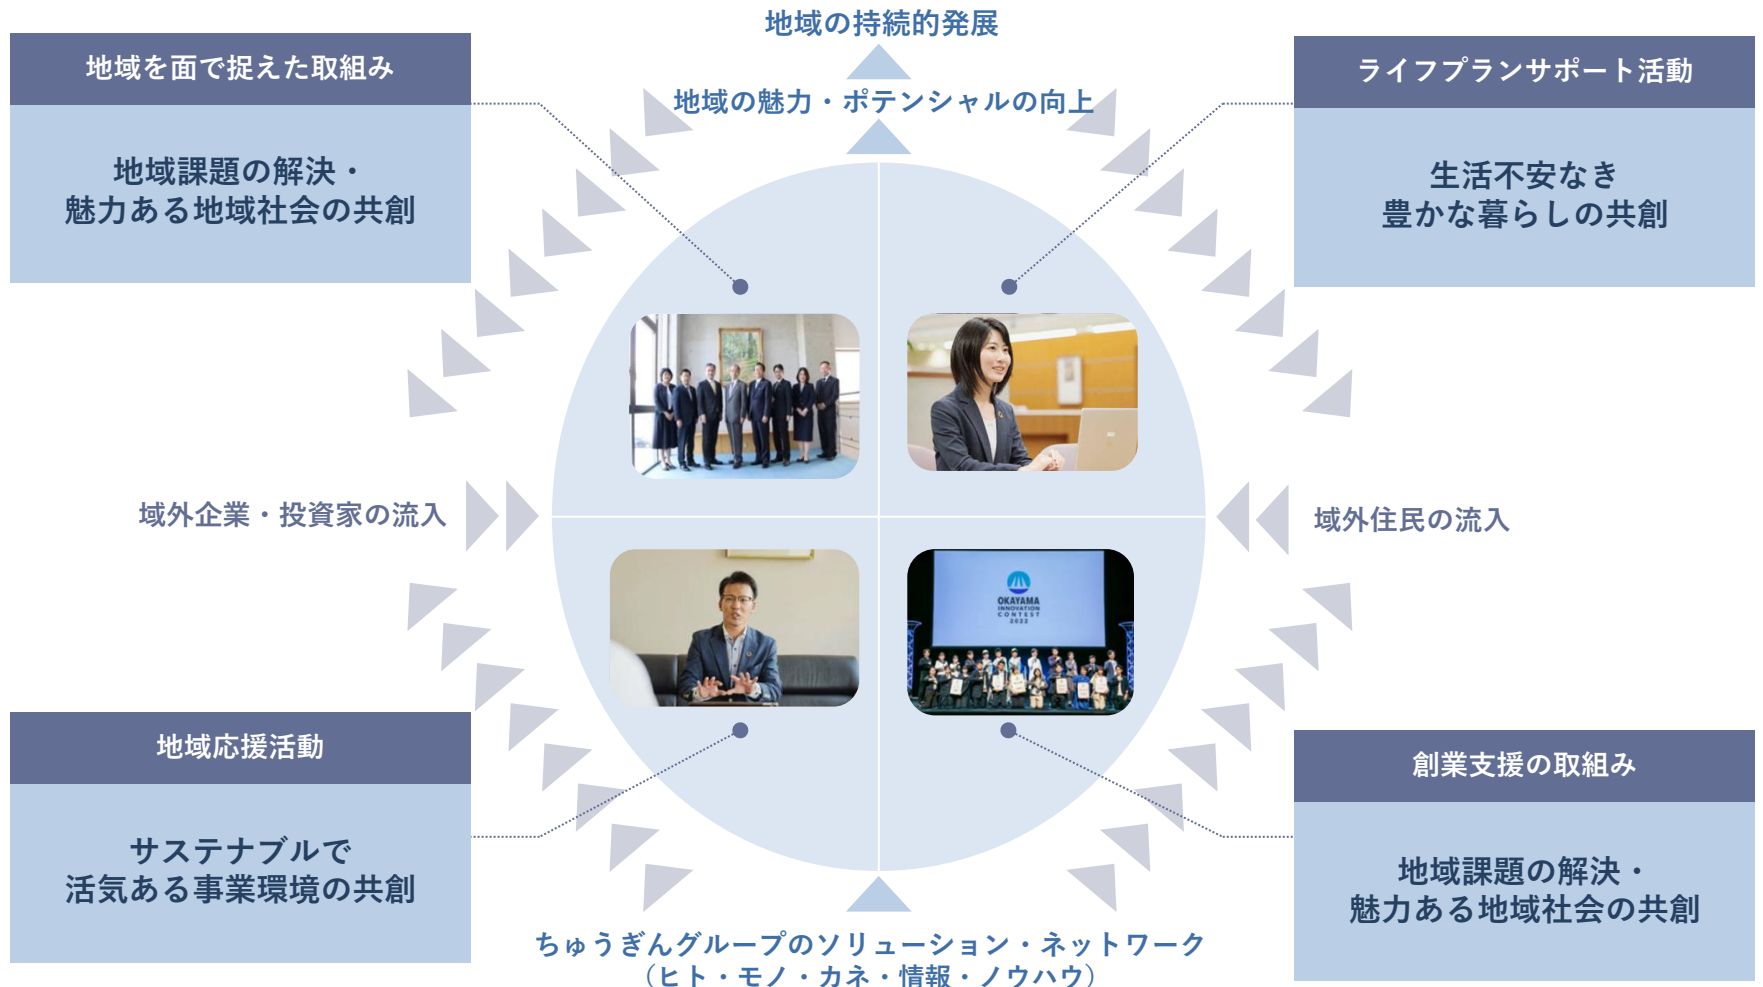 地域の持続的発展
地域の魅力・ポテンシャルの向上
地域を面で捉えた取組み
地域課題の解決・
魅力ある地域社会の共創
ライフプランサポート活動
生活不安なき
豊かな暮らしの共創
域外企業・投資家の流入
域外住民の流入
OKAYAMA
INNOVATION
CONTEST
2022
地域応援活動
サステナブルで
活気ある事業環境の共創
創業支援の取組み
地域課題の解決・
魅力ある地域社会の共創
ちゅうぎんグループのソリューション・ネットワーク
（ヒト・モノ・カネ・情報・ノウハウ）